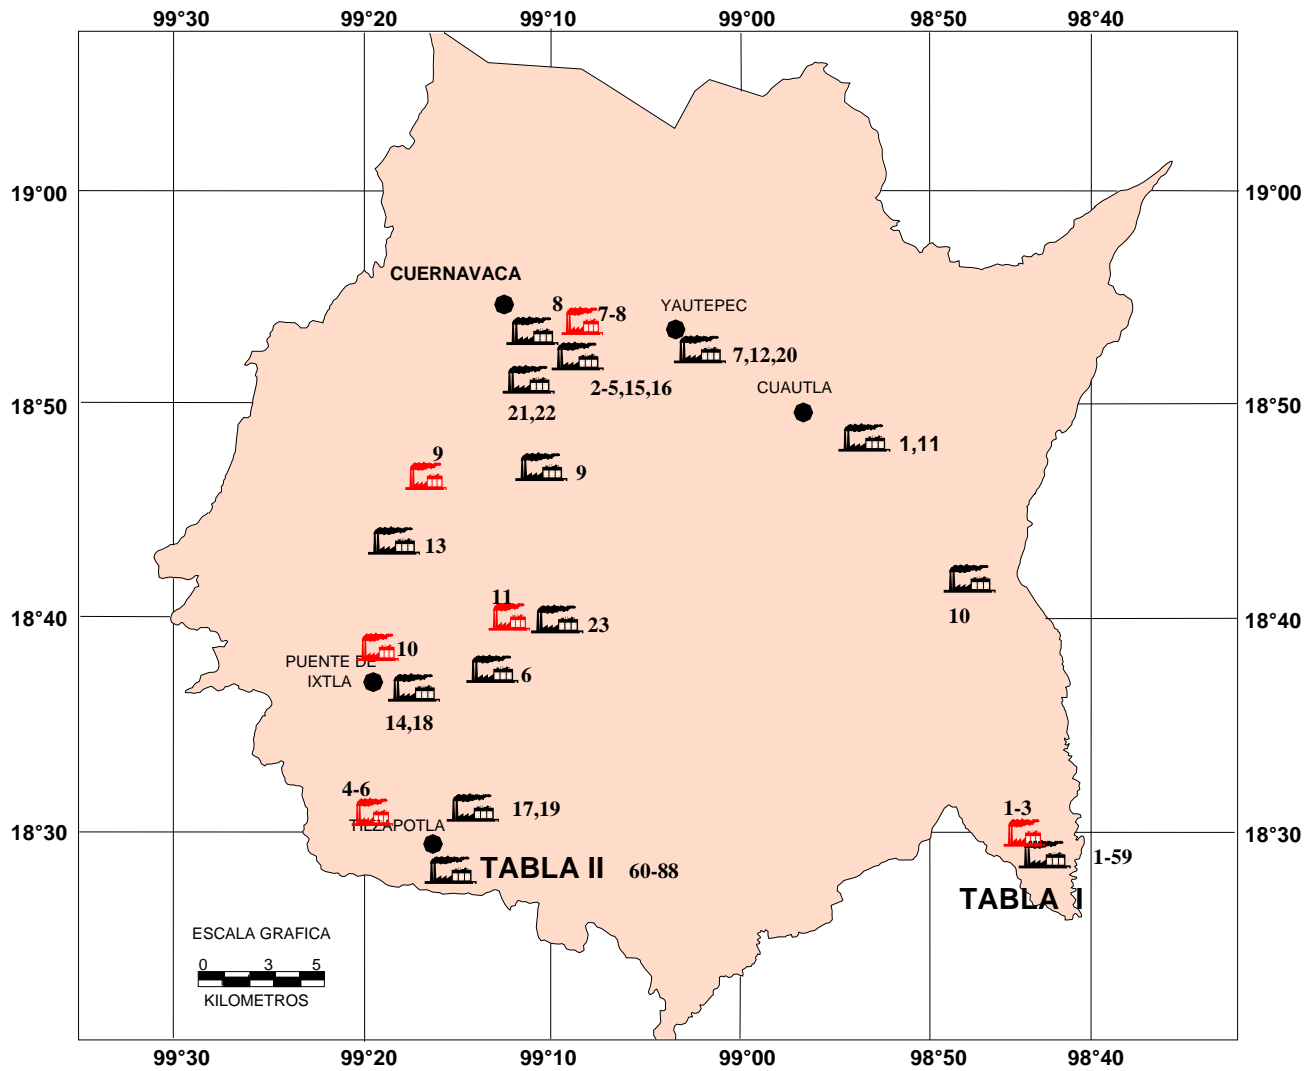 99°30 99°20 99°10 99°00 98°50 98°40
19°00 19°00
CUERNAVACA
8
7-8
YAUTEPEC
7,12,20
2-5,15,16
CUAUTLA
21,22
18°50 18°50
1,11
9
9
13
10
11
23
18°40 18°40
10
PUENTE DE
IXTLA
6
14,18
4-6
17,19
1-3
18°30 18°30
TILZAPOTLA
TABLA II 60-88
1-59
TABLA I
ESCALA GRAFICA
0 3 5
KILOMETROS
99°30 99°20 99°10 99°00 98°50 98°40